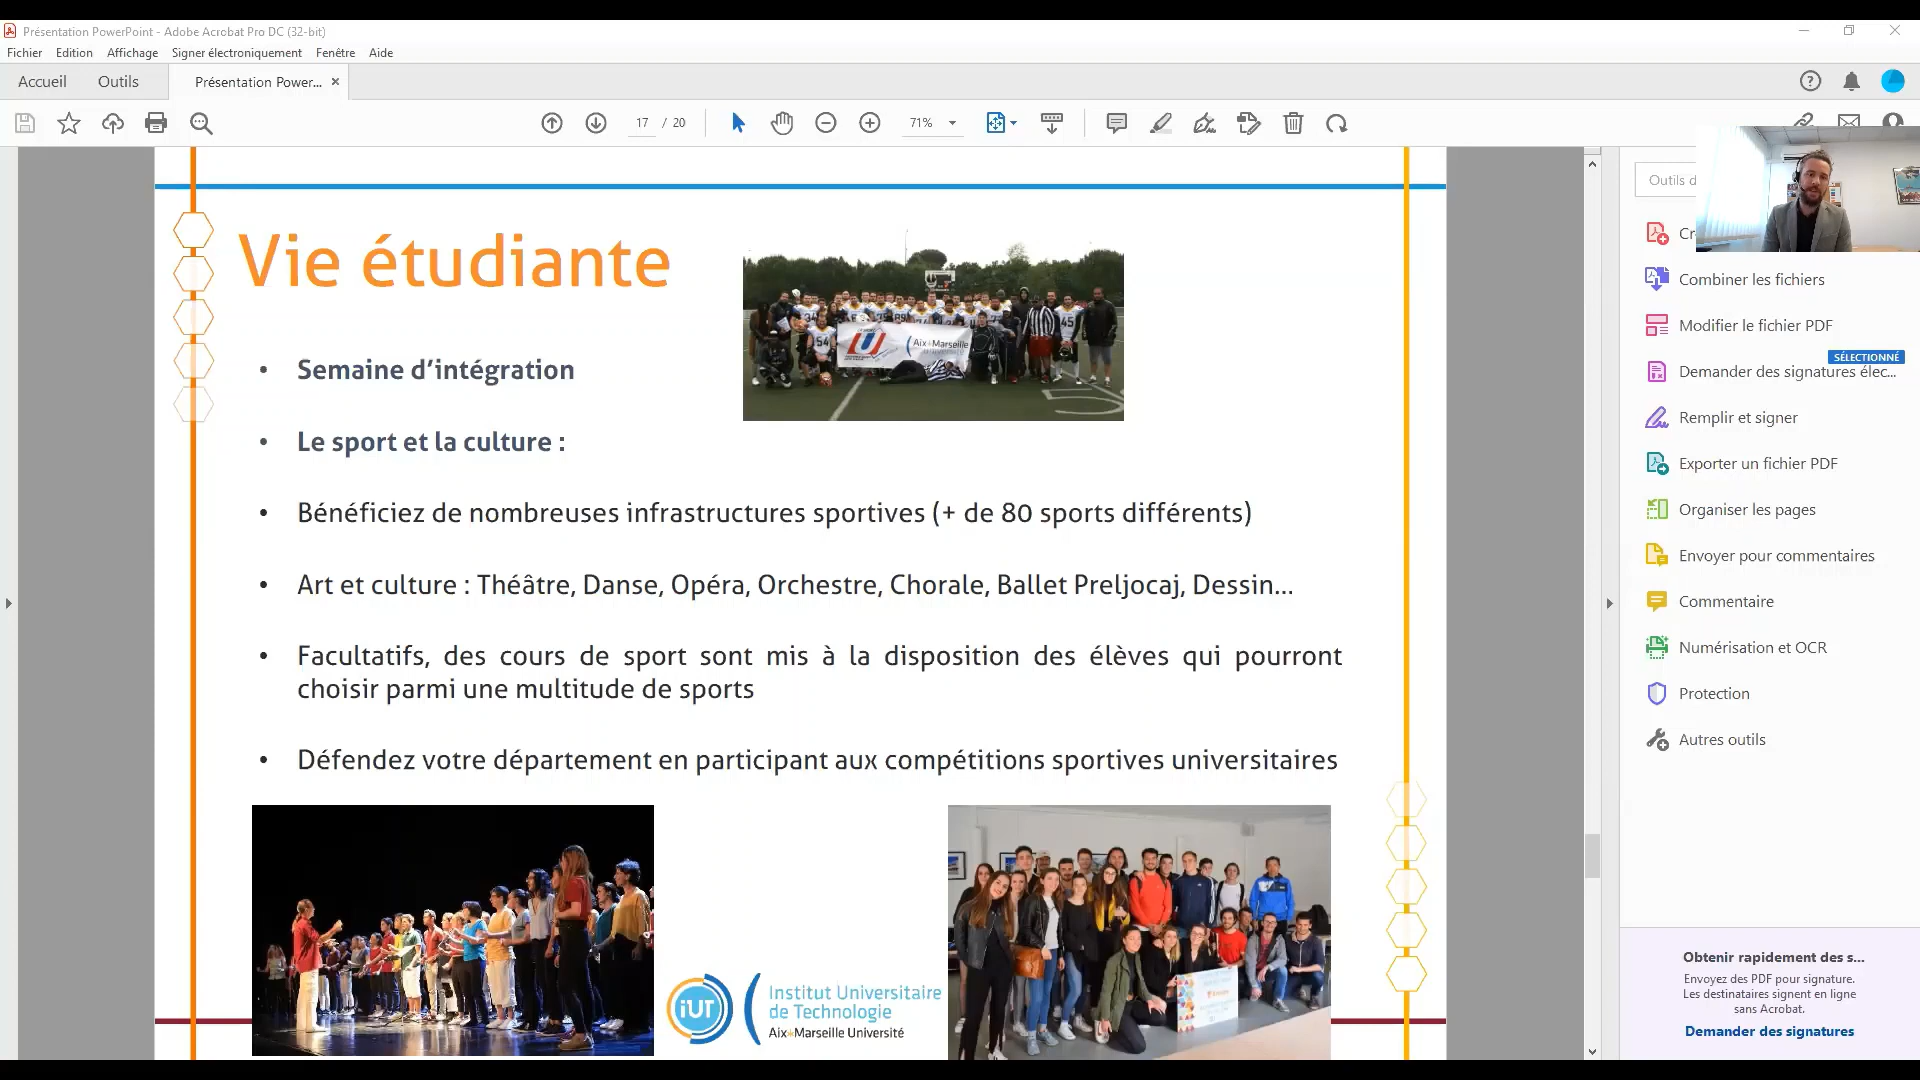 Présentation PowerPoint - Adobe Acrobat Pro DC (32-bit)
Fichier Edition Affichage Signer électroniquement Fenêtre Aide
Accueil Outils Présentation Power... ×
17 / 20 71%
Vie étudiante
Aix*Marseille
université
• Semaine d'intégration
• Le sport et la culture :
• Bénéficiez de nombreuses infrastructures sportives (+ de 80 sports différents)
• Art et culture : Théâtre, Danse, Opéra, Orchestre, Chorale, Ballet Preljocaj, Dessin...
• Facultatifs, des cours de sport sont mis à la disposition des élèves qui pourront
choisir parmi une multitude de sports
• Défendez votre département en participant aux compétitions sportives universitaires
iUT
Institut Universitaire
de Technologie
Aix*Marseille Université
Outils d
Cr
Combiner les fichiers
Modifier le fichier PDF
SÉLECTIONNÉ
Demander des signatures élec...
Remplir et signer
Exporter un fichier PDF
Organiser les pages
Envoyer pour commentaires
Commentaire
Numérisation et OCR
Protection
Autres outils
Obtenir rapidement des s...
Envoyez des PDF pour signature.
Les destinataires signent en ligne
sans Acrobat.
Demander des signatures